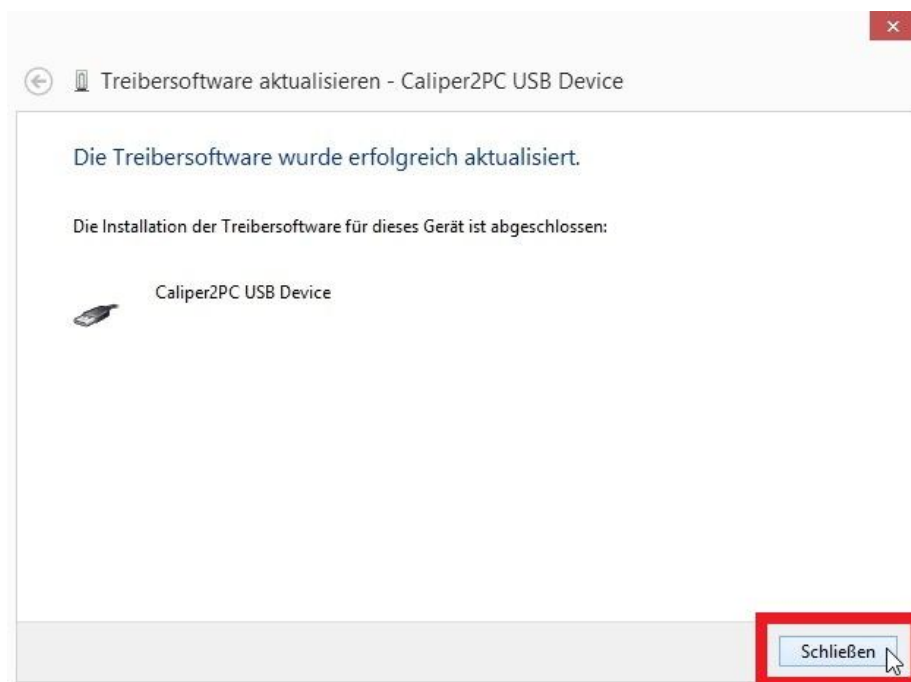 Treibersoftware aktualisieren - Caliper2PC USB Device
Die Treibersoftware wurde erfolgreich aktualisiert.
Die Installation der Treibersoftware für dieses Gerät ist abgeschlossen:
Caliper2PC USB Device
Schließen